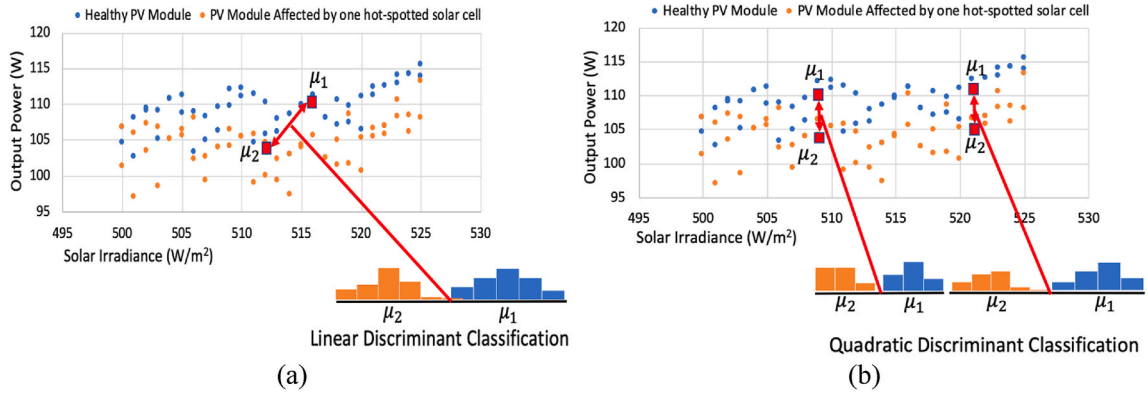 (a)
Healthy PV Module
PV Module Affected by one hot-spotted solar cell
Output Power (W)
120
115
110
105
100
95
μ1
μ2
495 500 505 510 515 520 525 530
Solar Irradiance (W/m²)
μ2 μ1
Linear Discriminant Classification
(a)
(b)
Healthy PV Module
PV Module Affected by one hot-spotted solar cell
Output Power (W)
120
115
110
105
100
95
μ1 μ1
μ2 μ2
495 500 505 510 515 520 525 530
Solar Irradiance (W/m²)
μ2 μ1 μ2 μ1
Quadratic Discriminant Classification
(b)